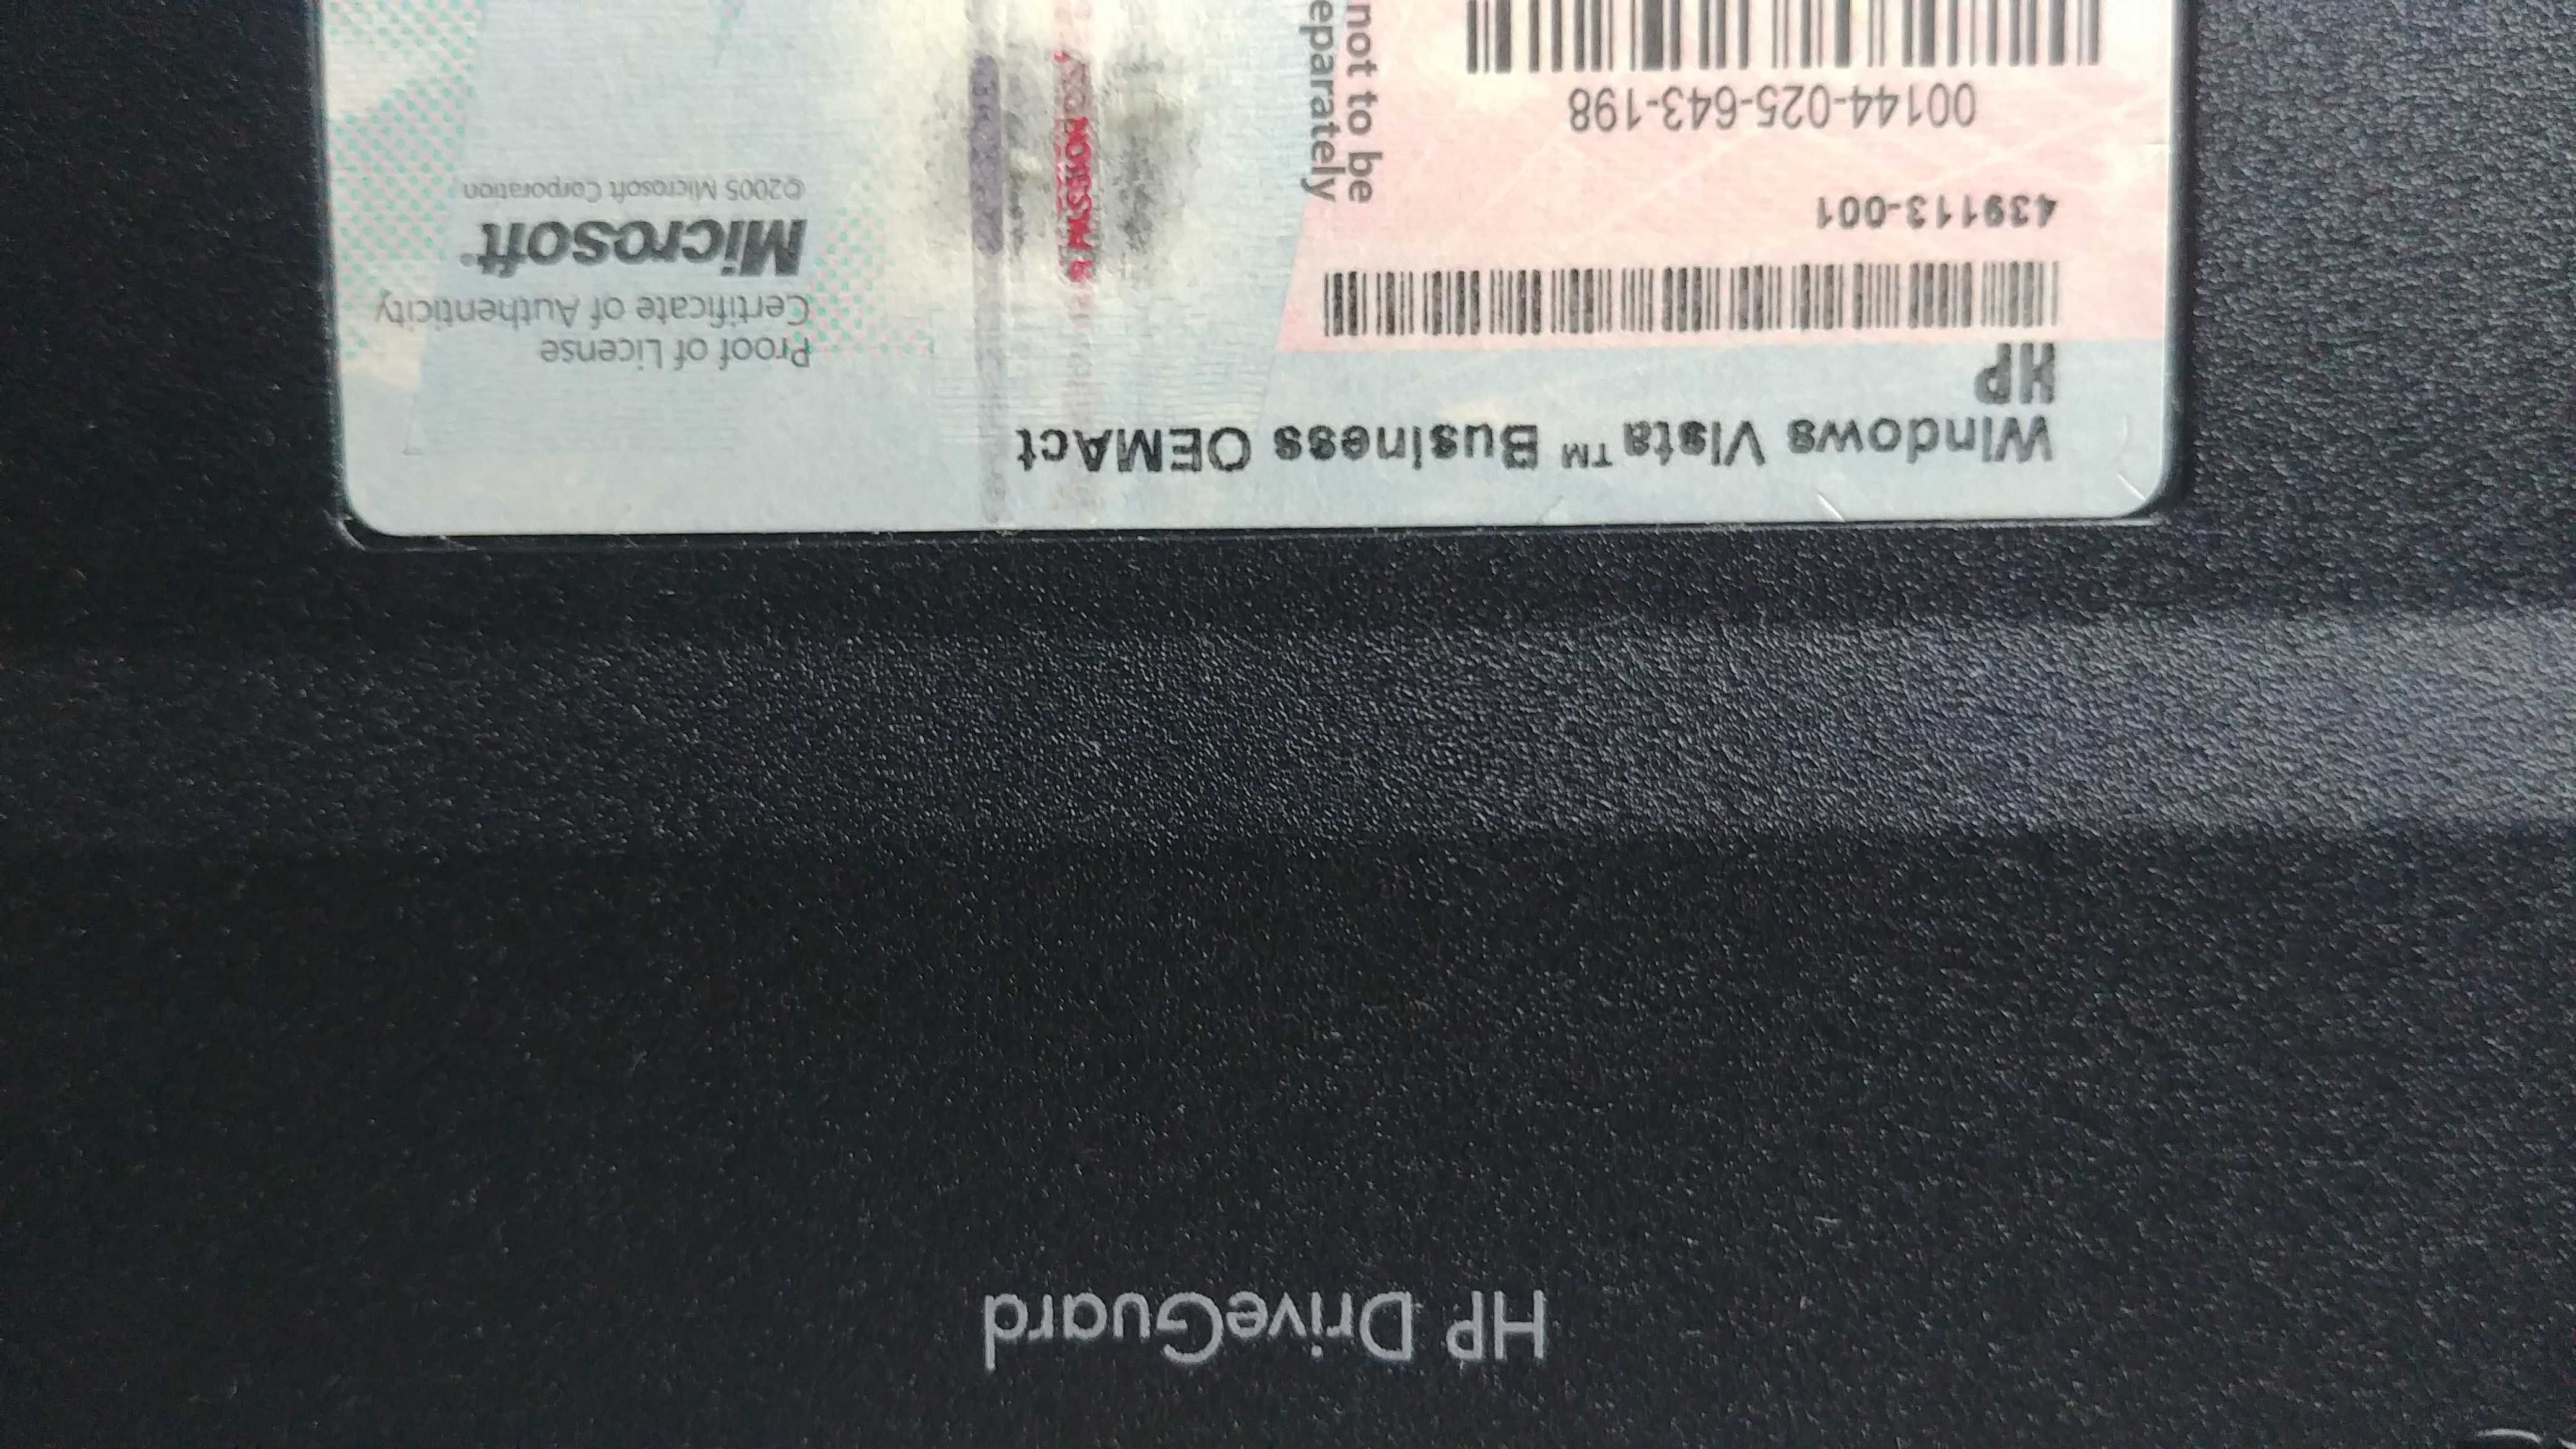 HP DriveGuard
Windows Vista™ Business OEMAct
HP
439113-001
00144-025-643-198
not to be
eparately
Proof of License
Certificate of Authenticity
Microsoft®
©2005 Microsoft Corporation